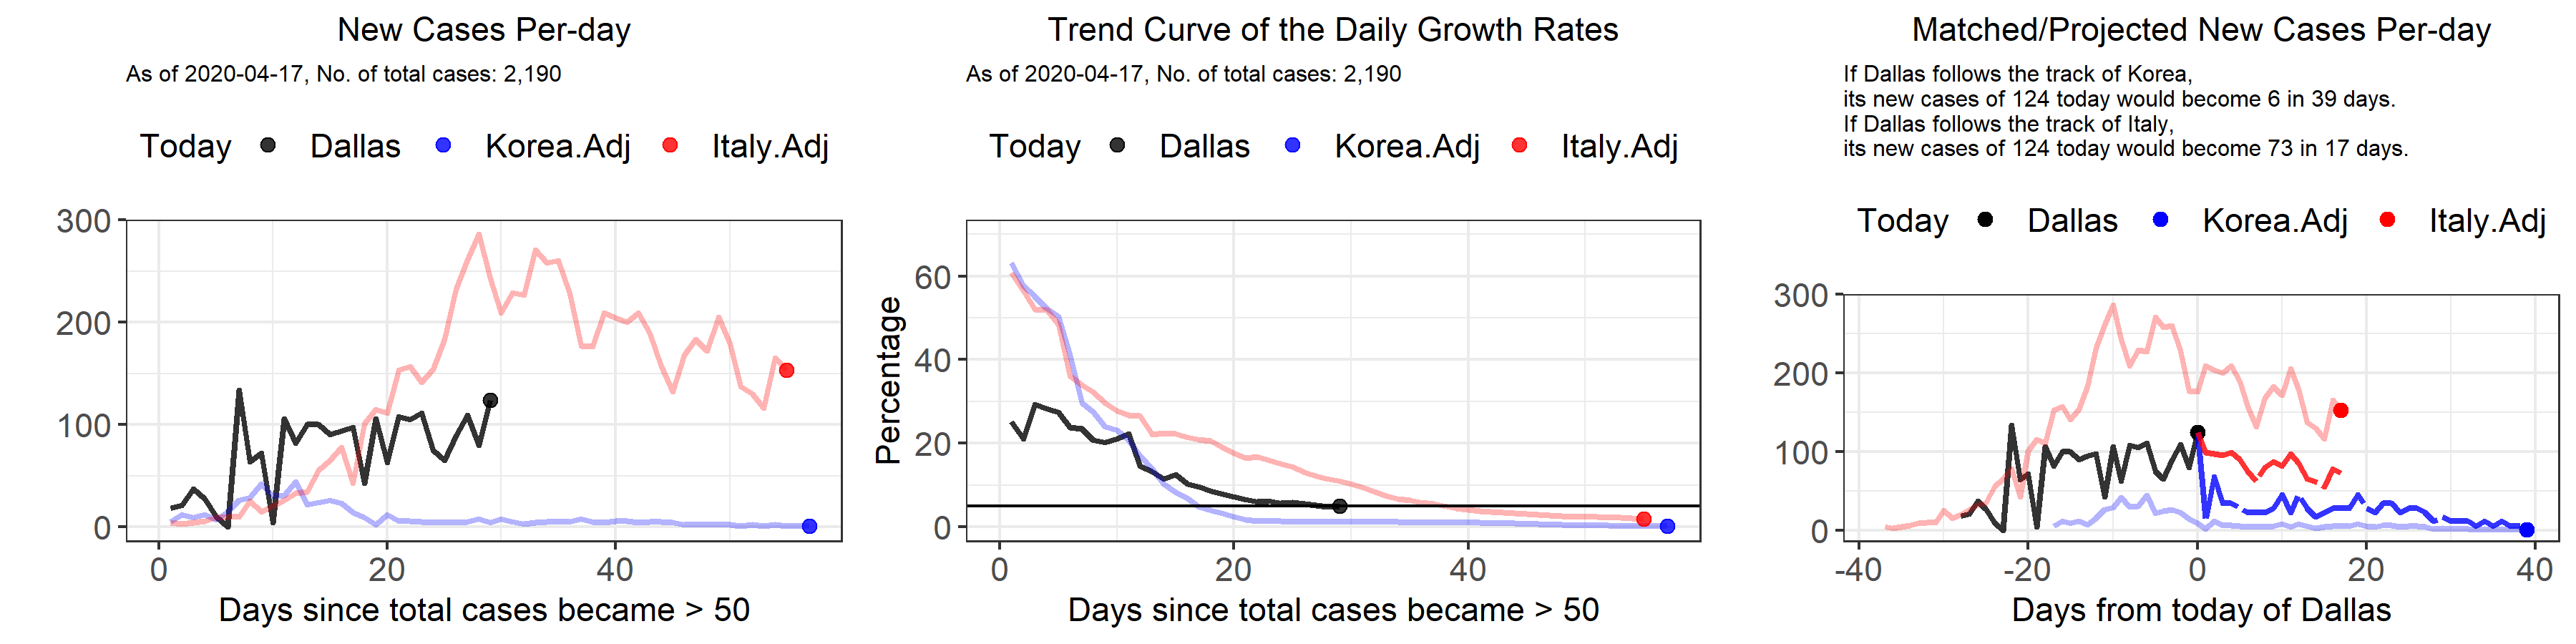 New Cases Per-day
As of 2020-04-17, No. of total cases: 2,190
Today Dallas Korea.Adj Italy.Adj
300
200
100
0
0 20 40
Days since total cases became > 50
Trend Curve of the Daily Growth Rates
As of 2020-04-17, No. of total cases: 2,190
Today Dallas Korea.Adj Italy.Adj
Percentage
60
40
20
0
0 20 40
Days since total cases became > 50
Matched/Projected New Cases Per-day
If Dallas follows the track of Korea,
its new cases of 124 today would become 6 in 39 days.
If Dallas follows the track of Italy,
its new cases of 124 today would become 73 in 17 days.
Today Dallas Korea.Adj Italy.Adj
300
200
100
0
-40 -20 0 20 40
Days from today of Dallas